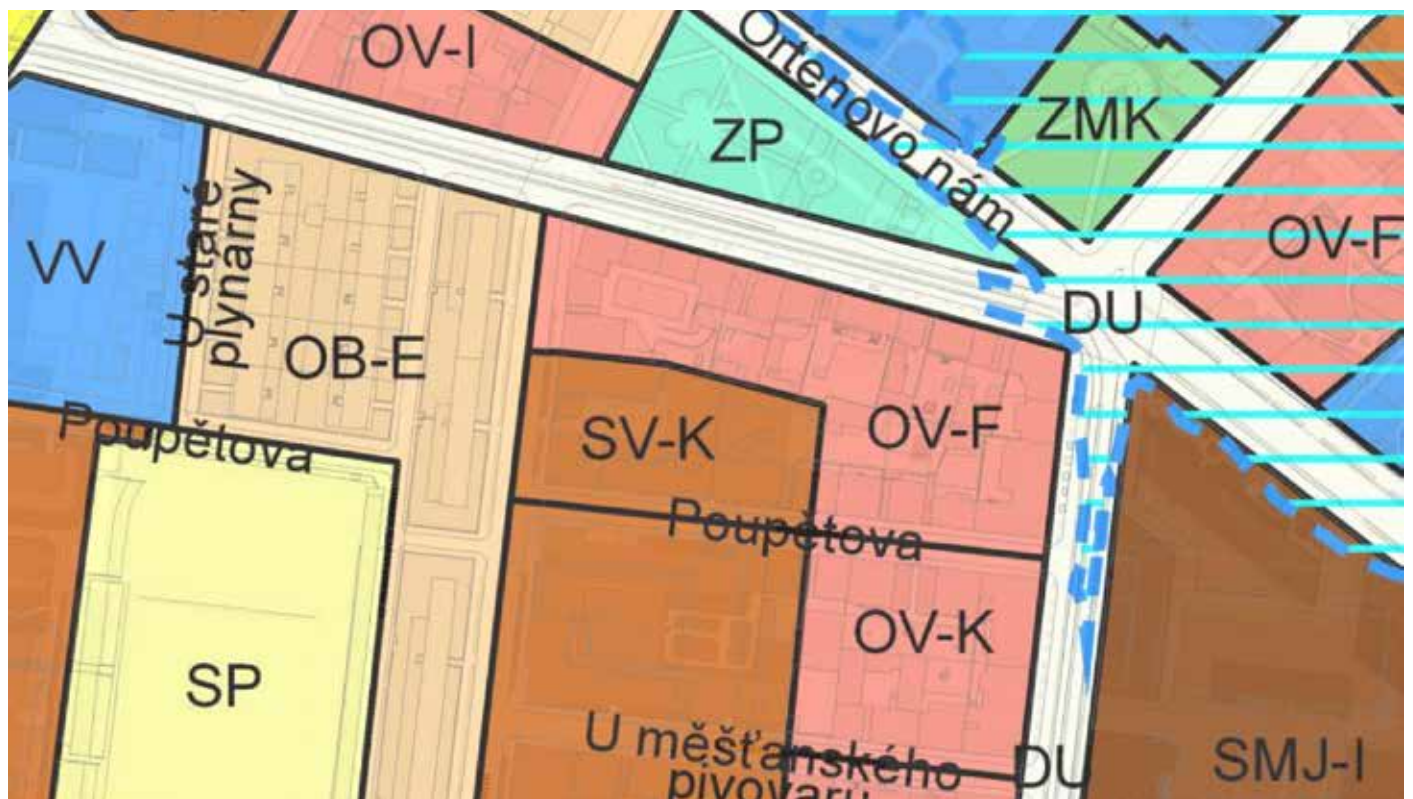 OV-I
Ortenovo nám
ZP
ZMK
OV-F
VV
U staré
plynárny
DU
OB-E
SV-K
OV-F
Poupětova
Poupětova
OV-K
SP
U měšťanského
pivovaru
DU
SMJ-I